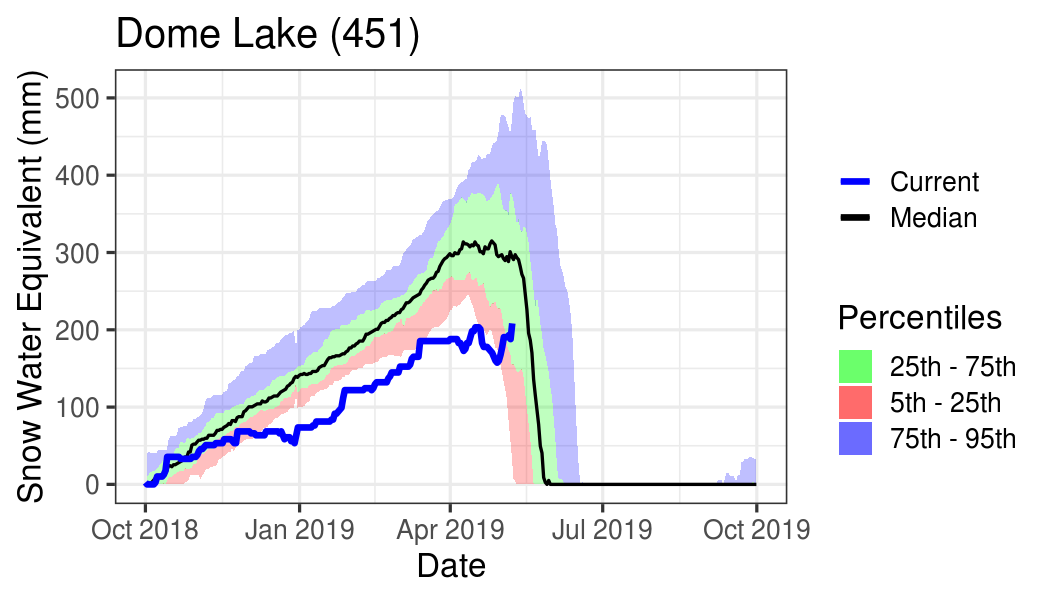 Dome Lake (451)
Snow Water Equivalent (mm)
500
400
300
200
100
0
Oct 2018
Jan 2019
Apr 2019
Jul 2019
Oct 2019
Date
Current
Median
Percentiles
25th - 75th
5th - 25th
75th - 95th